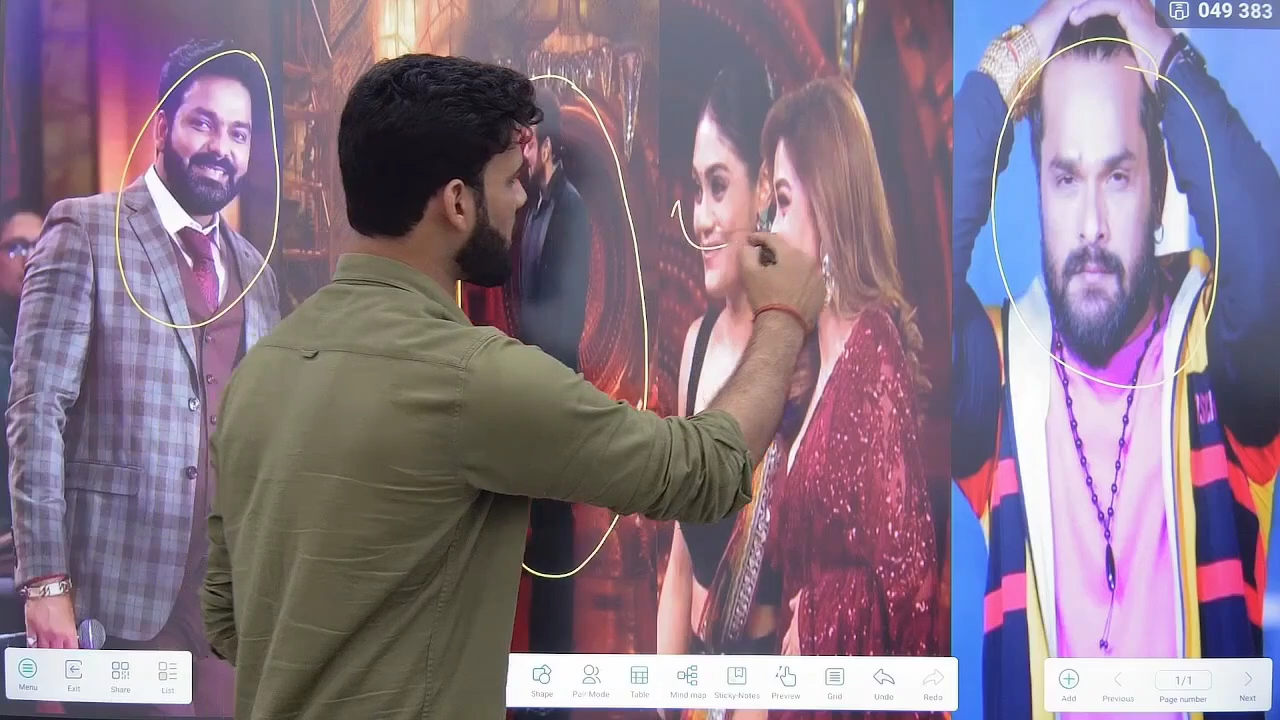 049 383
Menu
Exit
Share
List
Shape
Pair Mode
Table
Mind map
Sticky-Notes
Preview
Grid
Undo
Redo
Add
Previous
1/1
Page number
Next